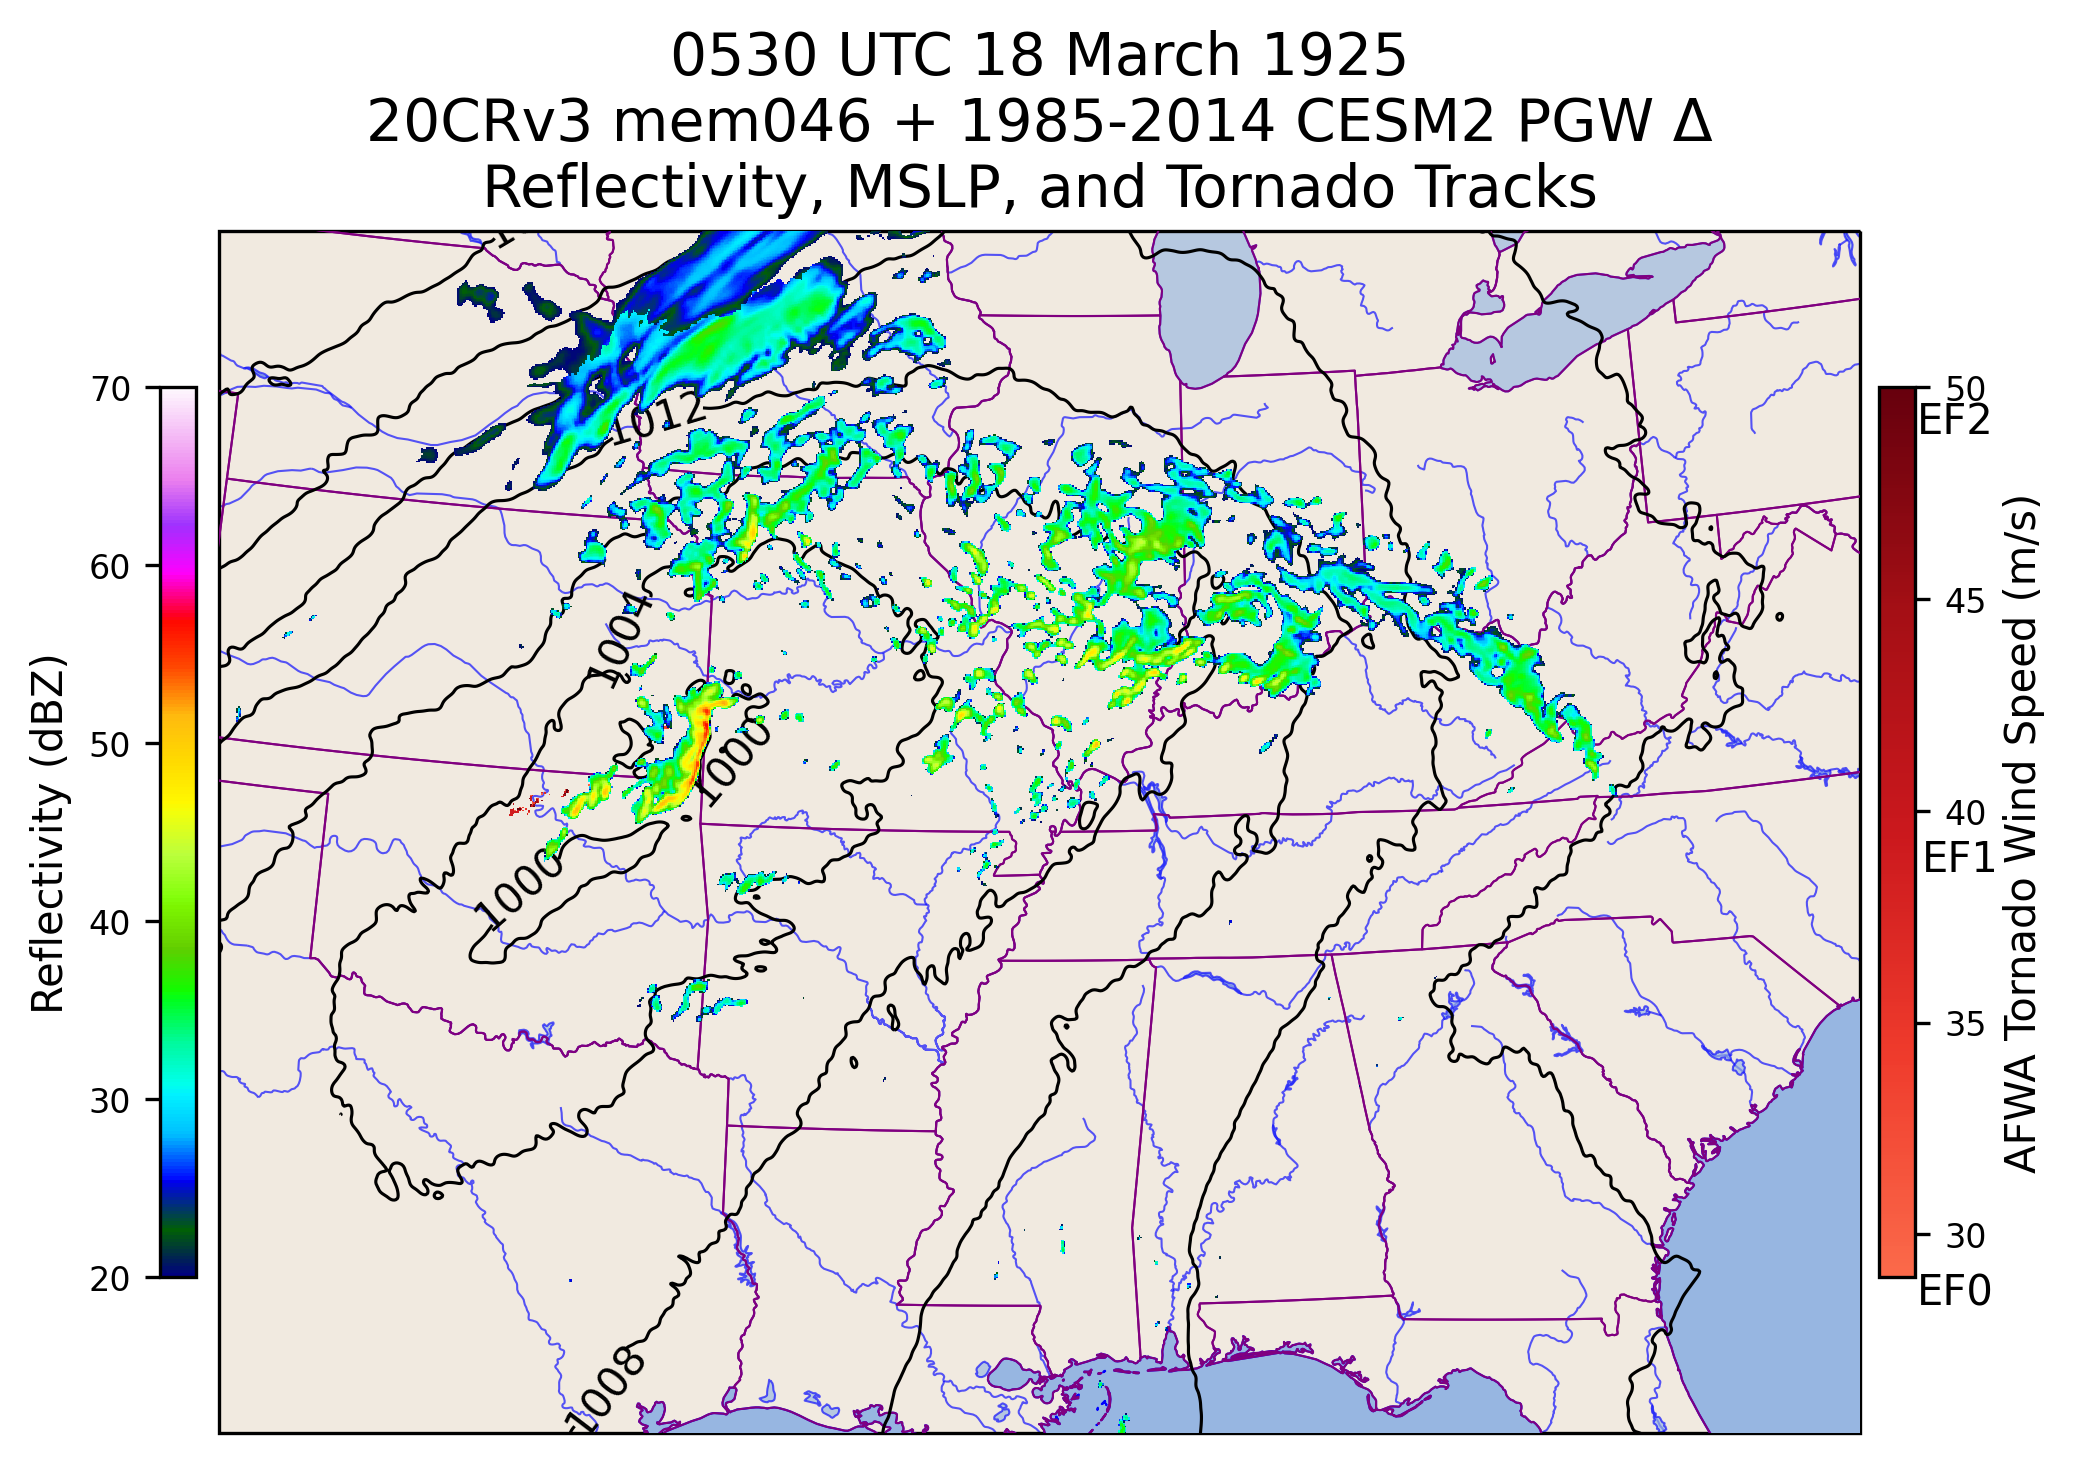 0530 UTC 18 March 1925
20CRv3 mem046 + 1985-2014 CESM2 PGW Δ
Reflectivity, MSLP, and Tornado Tracks
Reflectivity (dBZ)
70
60
50
40
30
20
1012
1004
1000
1000
1008
50
EF2
45
40
EF1
35
30
EF0
AFWA Tornado Wind Speed (m/s)